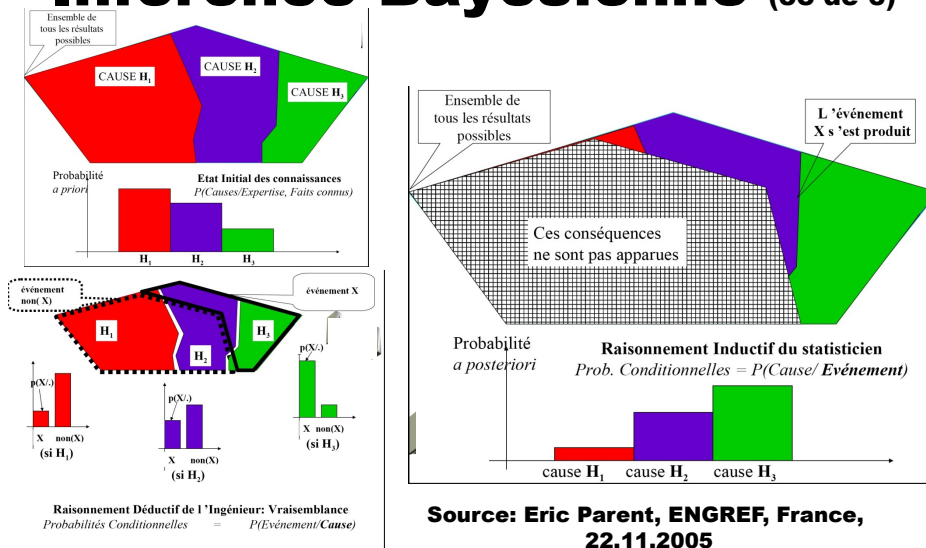 Inférence Bayésienne
Ensemble de
tous les résultats
possibles
CAUSE H1
CAUSE H2
CAUSE H3
Probabilité
a priori
Etat Initial des connaissances
P(Causes/Expertise, Faits connus)
H1 H2 H3
événement
non( X)
événement X
H1
H2
H3
p(X/.)
X non(X)
(si H1)
p(X/.)
X non(X)
(si H2)
p(X/.)
X non(X)
(si H3)
Raisonnement Déductif de l ’Ingénieur: Vraisemblance
Probabilités Conditionnelles = P(Evénement/Cause)
Ensemble de
tous les résultats
possibles
L ’événement
X s ’est produit
Ces conséquences
ne sont pas apparues
Probabilité
a posteriori
Raisonnement Inductif du statisticien
Prob. Conditionnelles = P(Cause/ Evénement)
cause H1 cause H2 cause H3
Source: Eric Parent, ENGREF, France,
22.11.2005